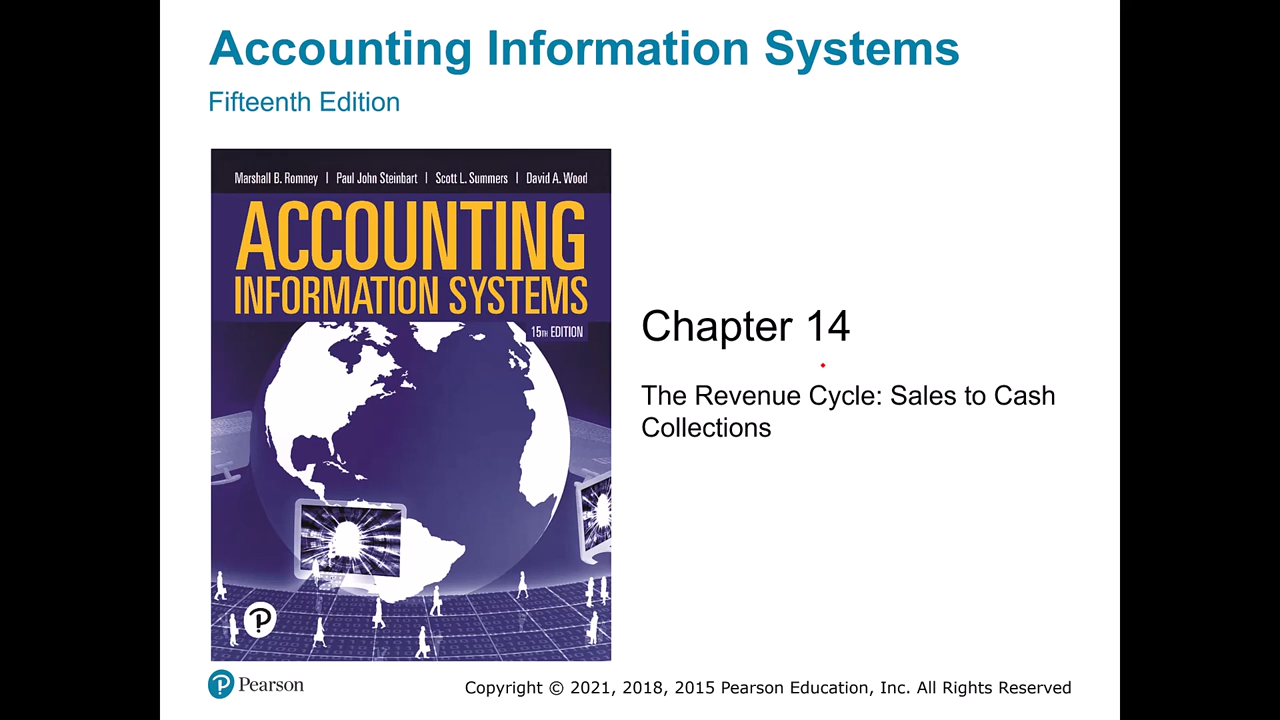 Accounting Information Systems
Fifteenth Edition
Marshall B. Romney | Paul John Steinbart | Scott L. Summers | David A. Wood
ACCOUNTING
INFORMATION SYSTEMS
15TH EDITION
Chapter 14
The Revenue Cycle: Sales to Cash
Collections
P
P Pearson
Copyright © 2021, 2018, 2015 Pearson Education, Inc. All Rights Reserved